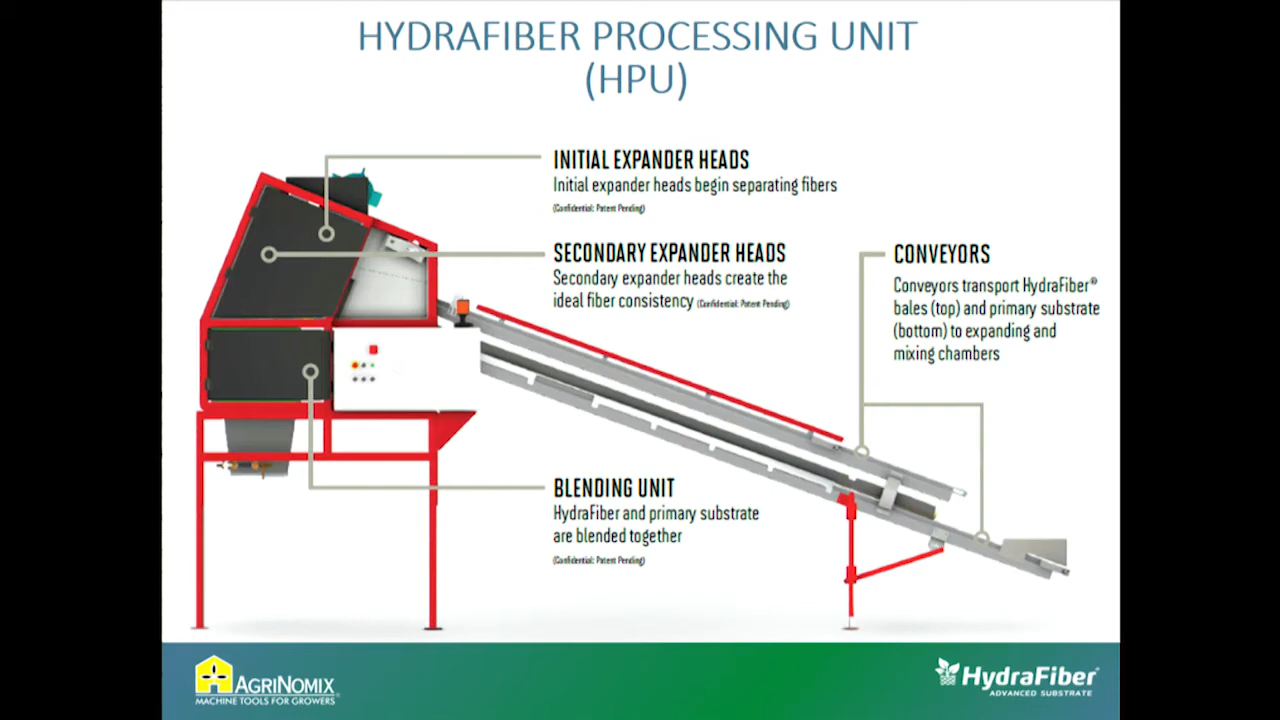 HYDRAFIBER PROCESSING UNIT
(HPU)
INITIAL EXPANDER HEADS
Initial expander heads begin separating fibers
(Confidential: Patent Pending)
SECONDARY EXPANDER HEADS
Secondary expander heads create the
ideal fiber consistency (Confidential: Patent Pending)
CONVEYORS
Conveyors transport HydraFiber®
bales (top) and primary substrate
(bottom) to expanding and
mixing chambers
BLENDING UNIT
HydraFiber and primary substrate
are blended together
(Confidential: Patent Pending)
AGRINOMIX
MACHINE TOOLS FOR GROWERS®
HydraFiber®
ADVANCED SUBSTRATE